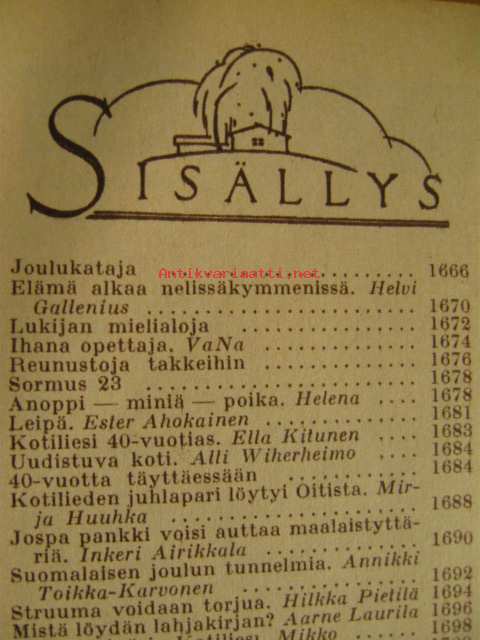 SISÄLLYS
Antikvariaatti.net
Joulukataja . . . . . . . . . . . . . . 1666
Elämä alkaa nelissäkymmenissä. Helvi
Gallenius . . . . . . . . . . . . . . 1670
Lukijan mielialoja . . . . . . . . . . 1672
Ihana opettaja. VaNa . . . . . . . . 1674
Reunustoja takkeihin . . . . . . . . 1676
Sormus 23 . . . . . . . . . . . . . . 1678
Anoppi — miniä — poika. Helena . . . . 1678
Leipä. Ester Ahokainen . . . . . . . . 1681
Kotiliesi 40-vuotias. Ella Kitunen . . . . 1683
Uudistuva koti. Alli Wiherheimo . . . . 1684
40-vuotta täyttäessään . . . . . . . . 1684
Kotilieden juhlapari löytyi Oitista. Mir-
ja Huuhka . . . . . . . . . . . . . . 1688
Jospa pankki voisi auttaa maalaistyttä-
riä. Inkeri Airikkala . . . . . . . . 1690
Suomalaisen joulun tunnelmia. Annikki
Toikka-Karvonen . . . . . . . . . . 1692
Struuma voidaan torjua. Hilkka Pietilä 1694
Mistä löydän lahjakirjan? Aarne Laurila 1696
Kotiliesi. Mikko . . . . 1698